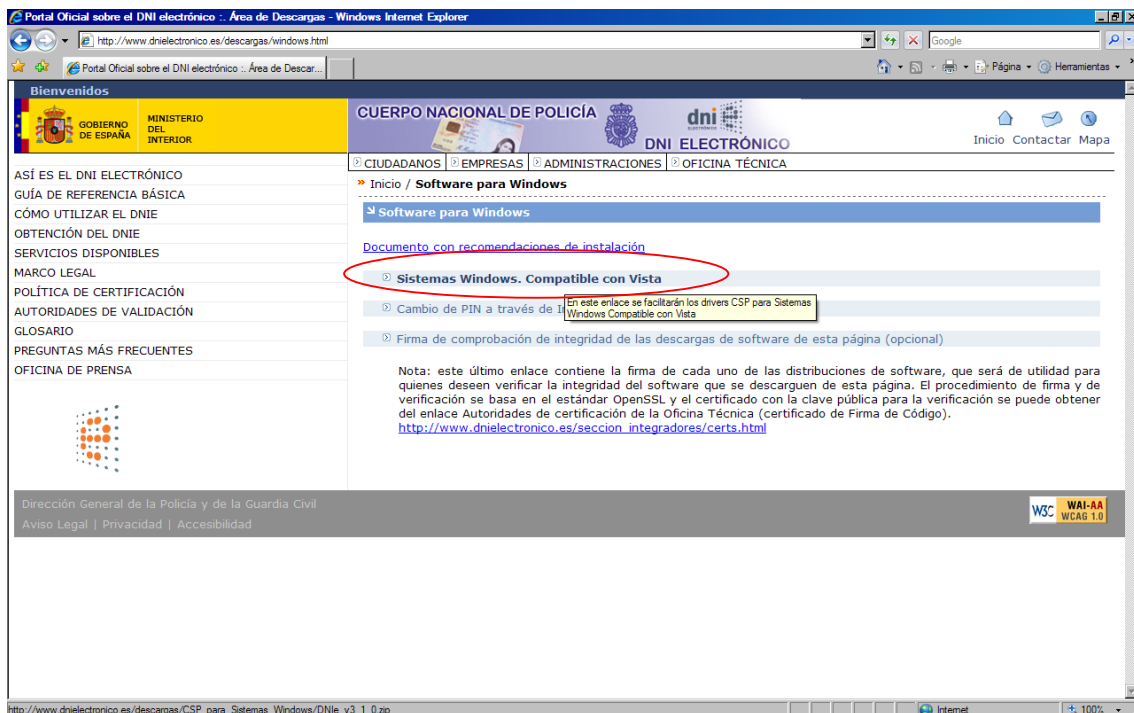 Portal Oficial sobre el DNI electrónico :. Área de Descargas - Windows Internet Explorer
http://www.dnielectronico.es/descargas/windows.html
Google
Portal Oficial sobre el DNI electrónico :. Área de Descar...
Página
Herramientas
Bienvenidos
GOBIERNO DE ESPAÑA
MINISTERIO DEL INTERIOR
CUERPO NACIONAL DE POLICÍA
dni
DNI ELECTRÓNICO
Inicio Contactar Mapa
CIUDADANOS EMPRESAS ADMINISTRACIONES OFICINA TÉCNICA
ASÍ ES EL DNI ELECTRÓNICO
GUÍA DE REFERENCIA BÁSICA
CÓMO UTILIZAR EL DNIE
OBTENCIÓN DEL DNIE
SERVICIOS DISPONIBLES
MARCO LEGAL
POLÍTICA DE CERTIFICACIÓN
AUTORIDADES DE VALIDACIÓN
GLOSARIO
PREGUNTAS MÁS FRECUENTES
OFICINA DE PRENSA
» Inicio / Software para Windows
Software para Windows
Documento con recomendaciones de instalación
Sistemas Windows. Compatible con Vista
En este enlace se facilitarán los drivers CSP para Sistemas
Windows Compatible con Vista
Cambio de PIN a través de
Firma de comprobación de integridad de las descargas de software de esta página (opcional)
Nota: este último enlace contiene la firma de cada uno de las distribuciones de software, que será de utilidad para
quienes deseen verificar la integridad del software que se descarguen de esta página. El procedimiento de firma y de
verificación se basa en el estándar OpenSSL y el certificado con la clave pública para la verificación se puede obtener
del enlace Autoridades de certificación de la Oficina Técnica (certificado de Firma de Código).
http://www.dnielectronico.es/seccion_integradores/certs.html
Dirección General de la Policía y de la Guardia Civil
Aviso Legal | Privacidad | Accesibilidad
W3C WAI-AA
WCAG 1.0
http://www.dnielectronico.es/descargas/CSP_para_Sistemas_Windows/DNIe_v3_1_0.zip
Internet
100%